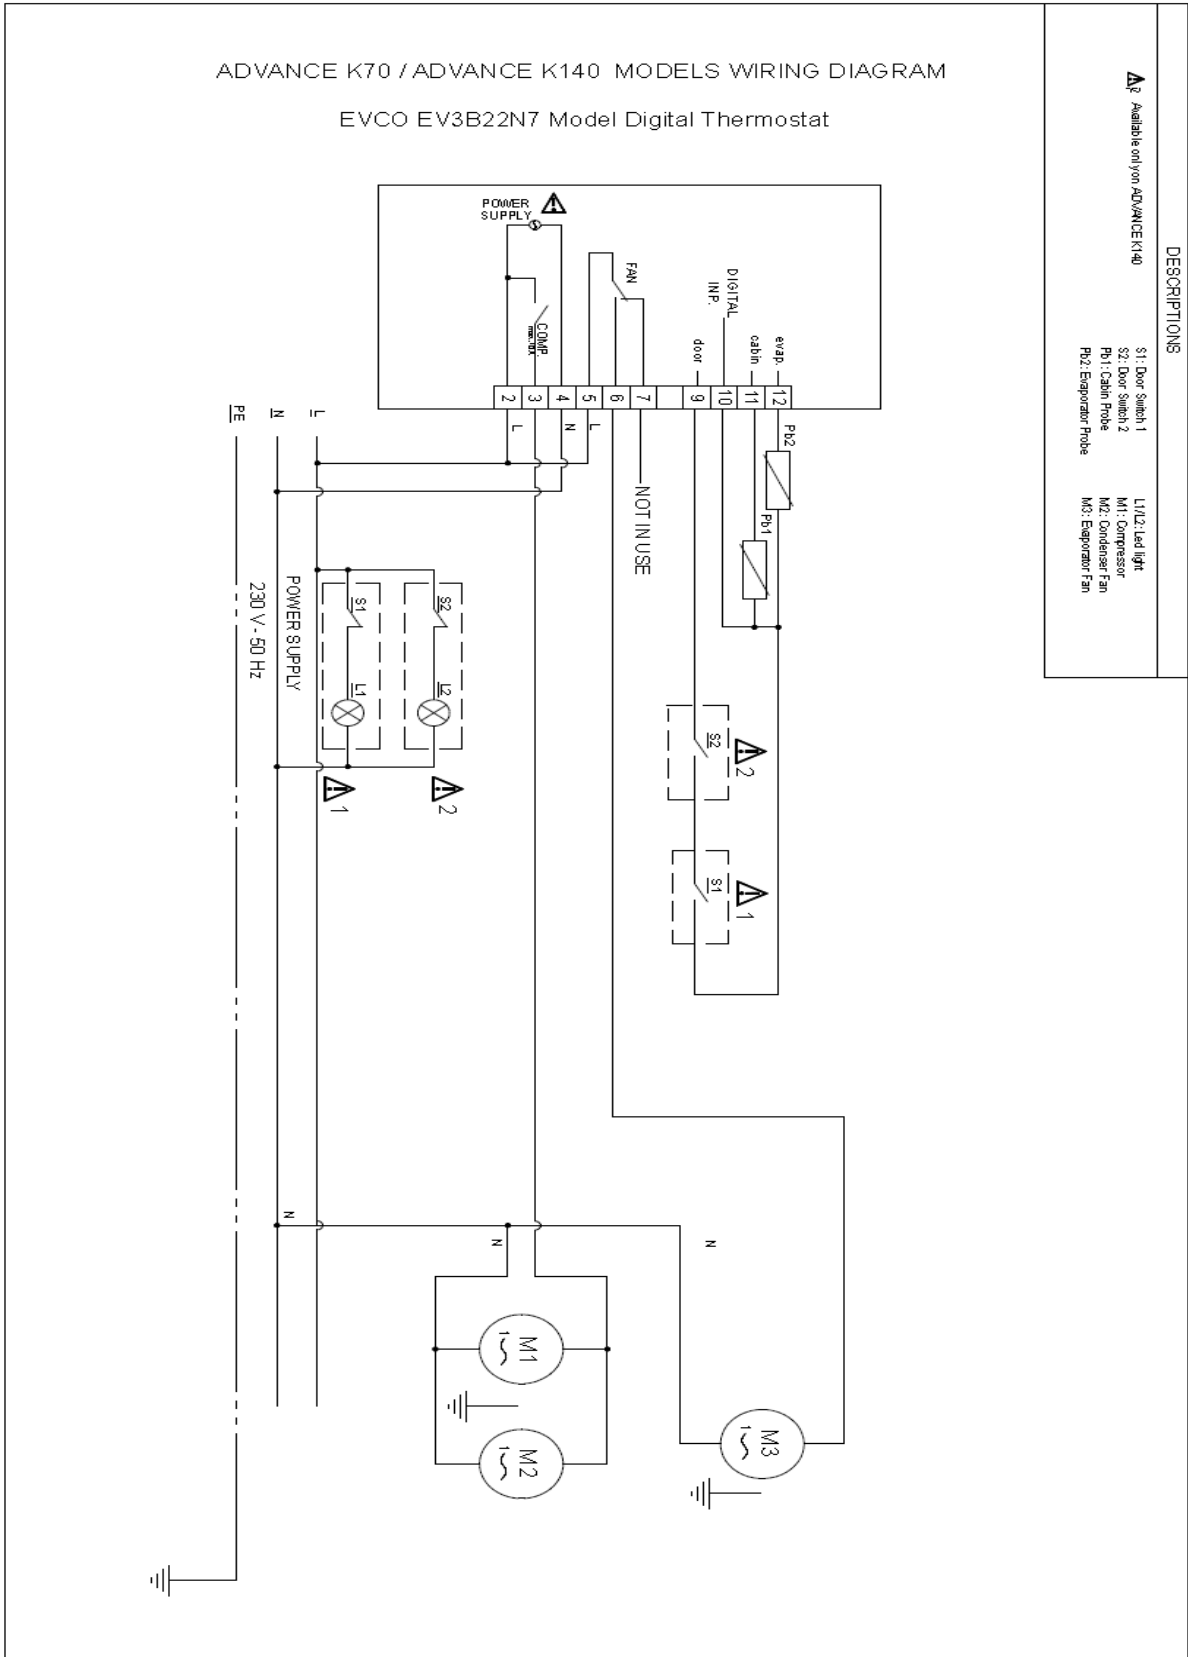 ADVANCE K70 / ADVANCE K140 MODELS WIRING DIAGRAM
EVCO EV3B22N7 Model Digital Thermostat
DESCRIPTIONS
2 Available only on ADVANCE K140
S1: Door Switch 1
S2: Door Switch 2
Pb1: Cabin Probe
Pb2: Evaporator Probe
L1/L2: Led light
M1: Compressor
M2: Condenser Fan
M3: Evaporator Fan
POWER
SUPPLY
COMP.
FAN
DIGITAL
INP.
door
cabin
evap.
2
3
4
5
6
7
9
10
11
12
L
N
L
NOT IN USE
Pb2
Pb1
PE
N
L
POWER SUPPLY
230 V - 50 Hz
S1
L1
1
S2
L2
2
S2
2
S1
1
N
N
N
M1
1
M2
1
M3
1